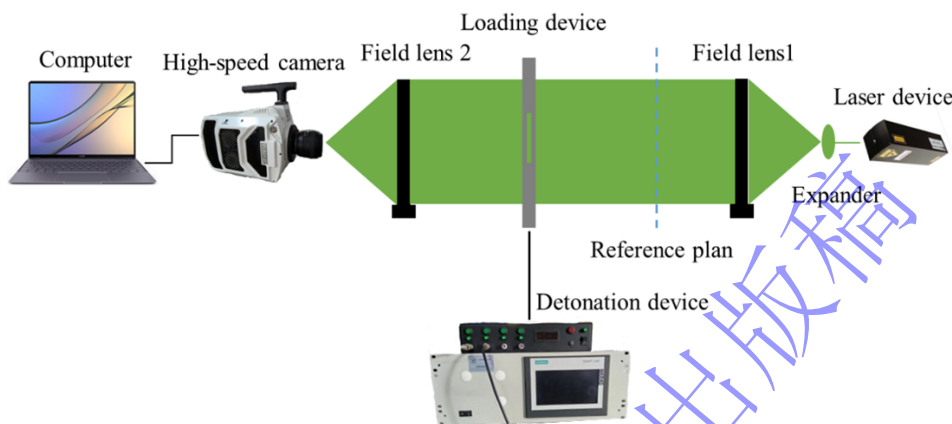 Loading device
Field lens 2
Field lens1
High-speed camera
Computer
Laser device
Expander
Reference plan
Detonation device
出版稿